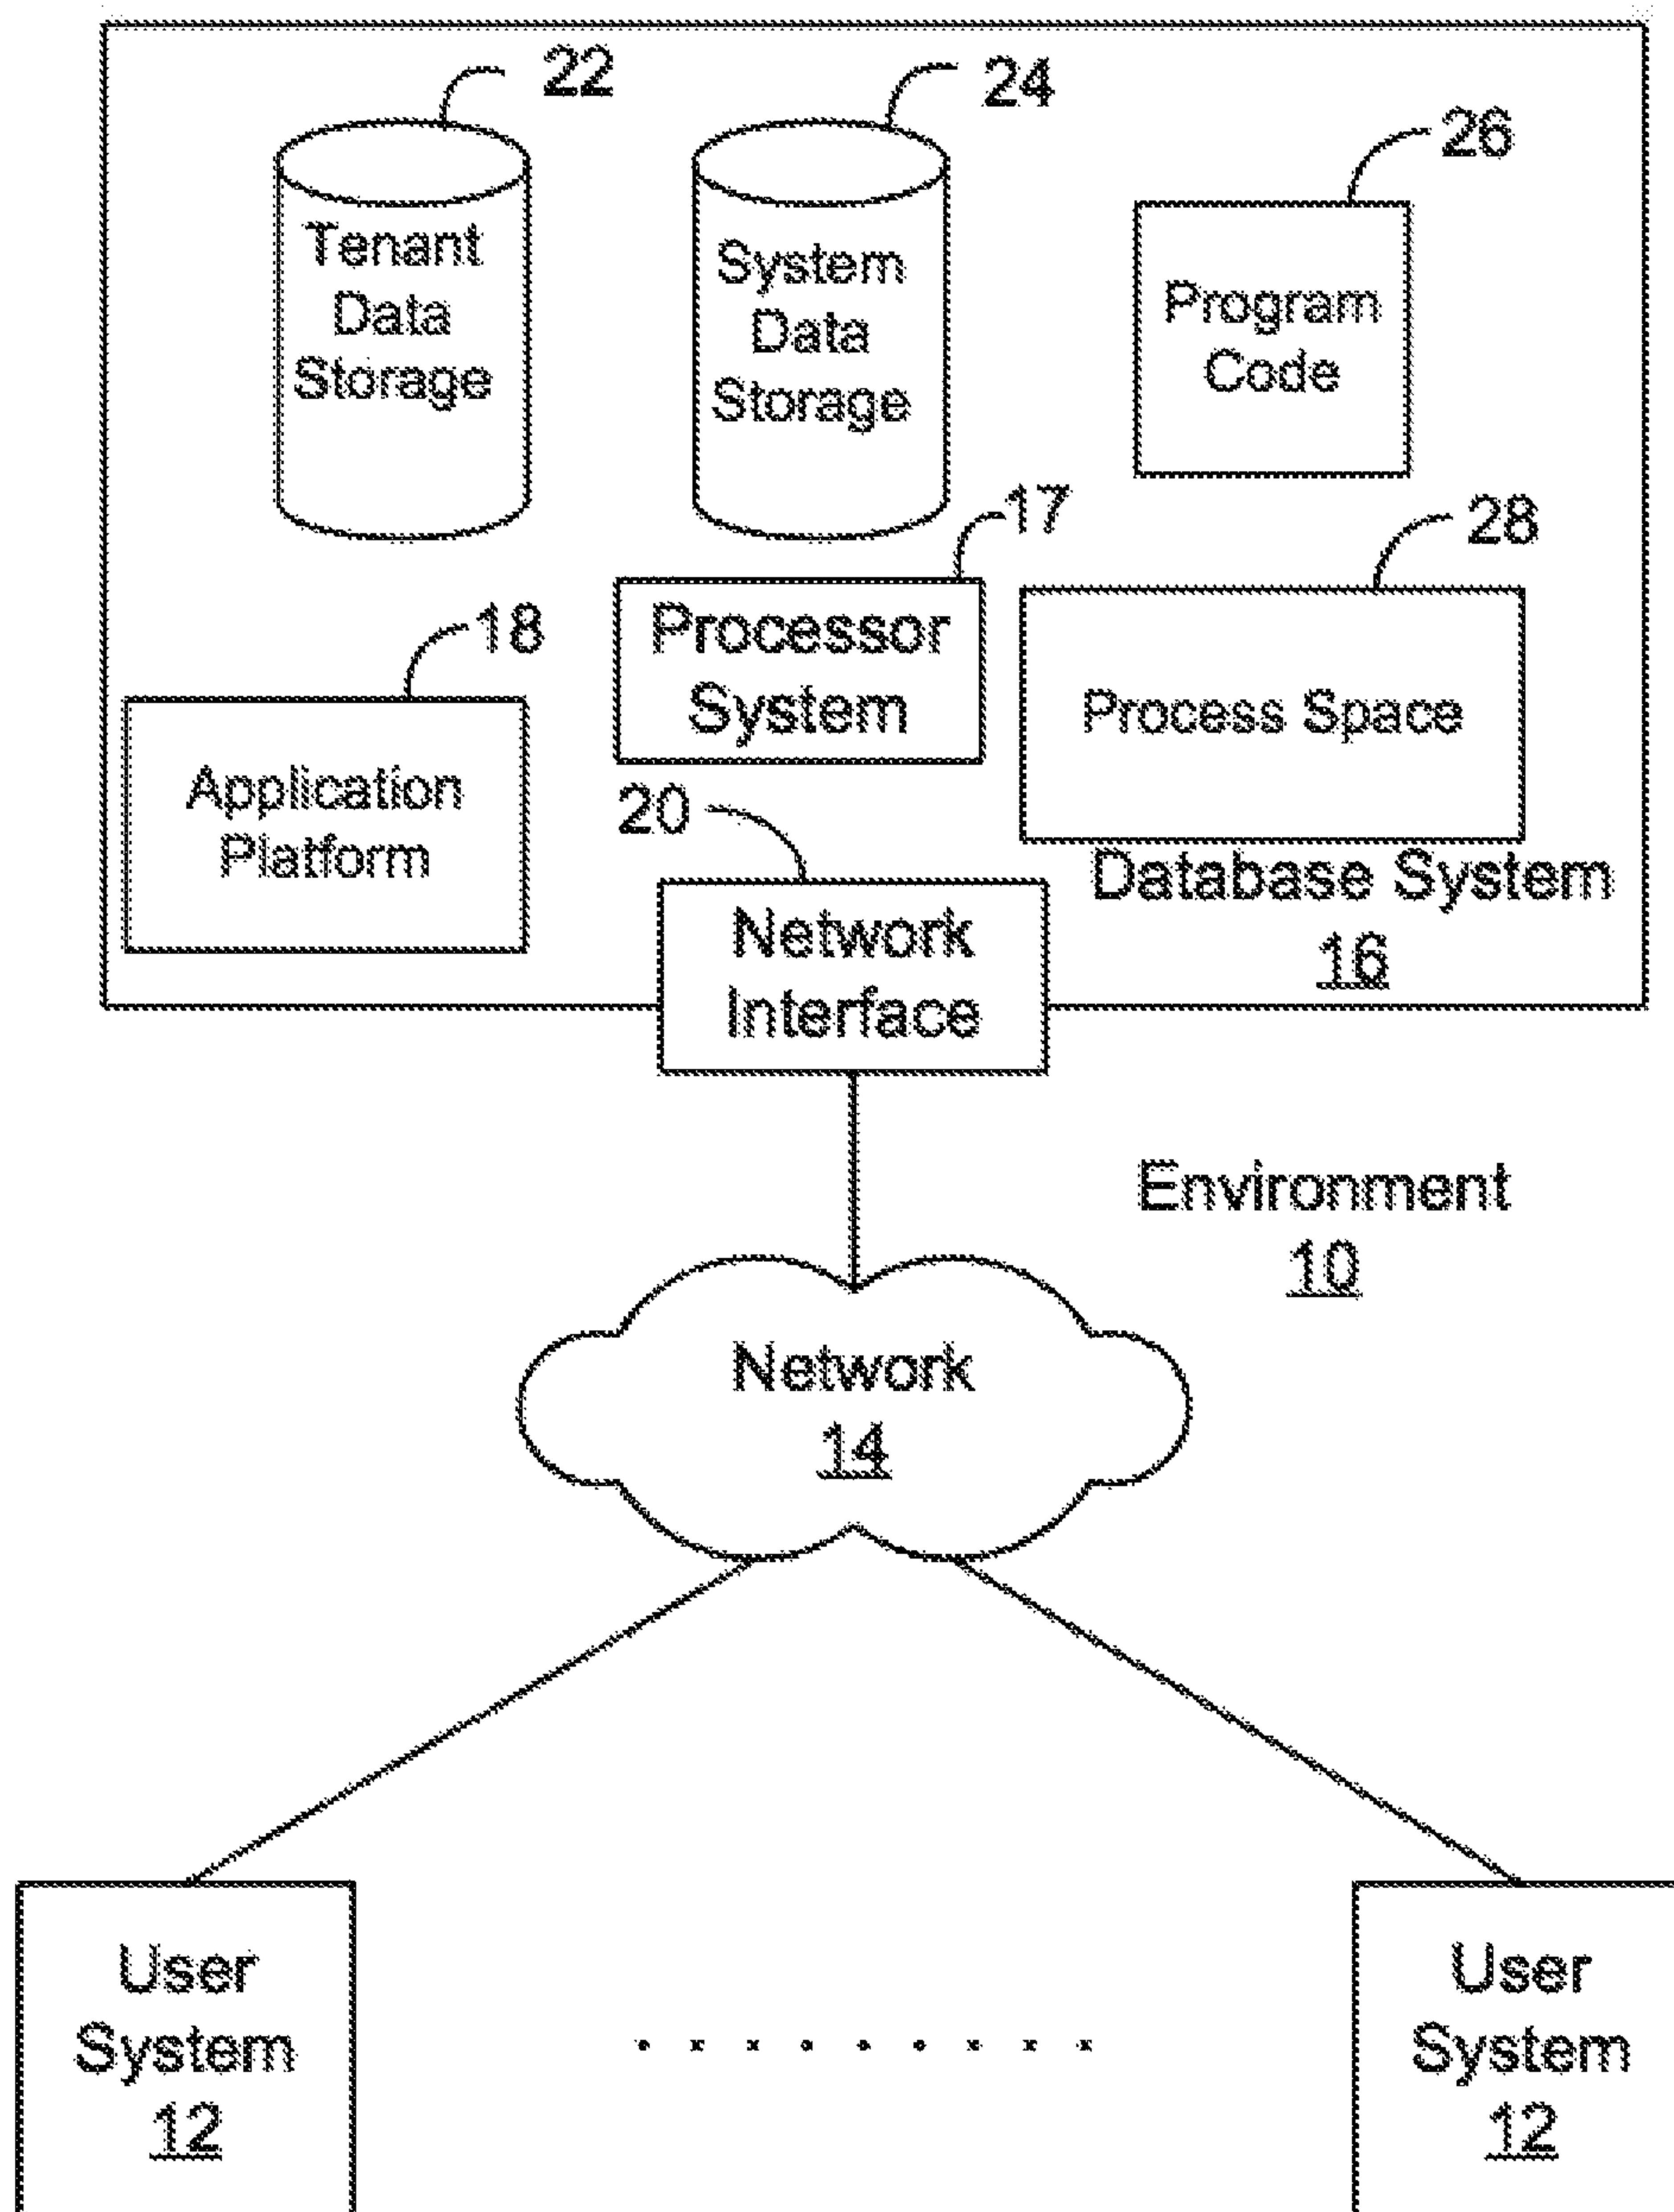 22
24
26
Tenant
Data
Storage
System
Data
Storage
Program
Code
17
28
18
Processor
System
Process Space
Application
Platform
20
Network
Interface
Database System
16
Environment
10
Network
14
User
System
12
User
System
12